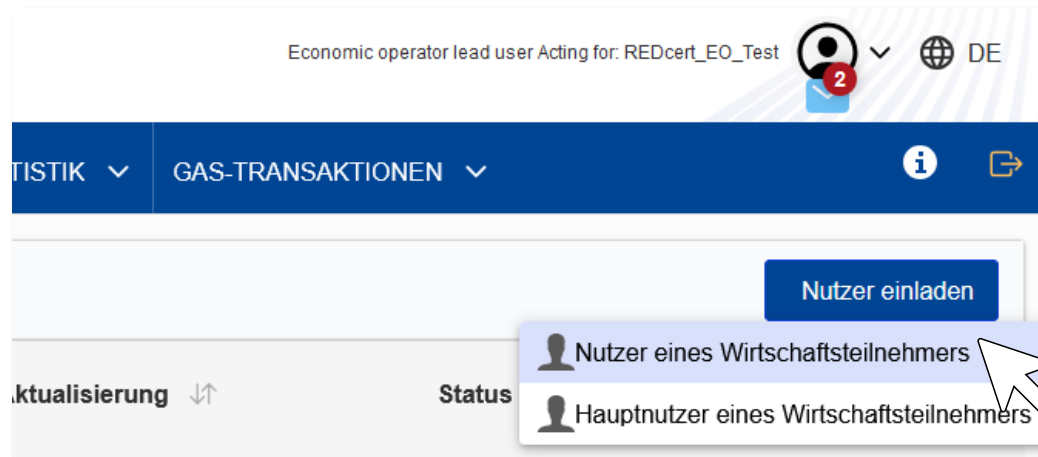 Economic operator lead user Acting for: REDcert_EO_Test
2
DE
TISTIK
GAS-TRANSAKTIONEN
i
Nutzer einladen
Nutzer eines Wirtschaftsteilnehmers
ktualisierung
Status
Hauptnutzer eines Wirtschaftsteilnehmers